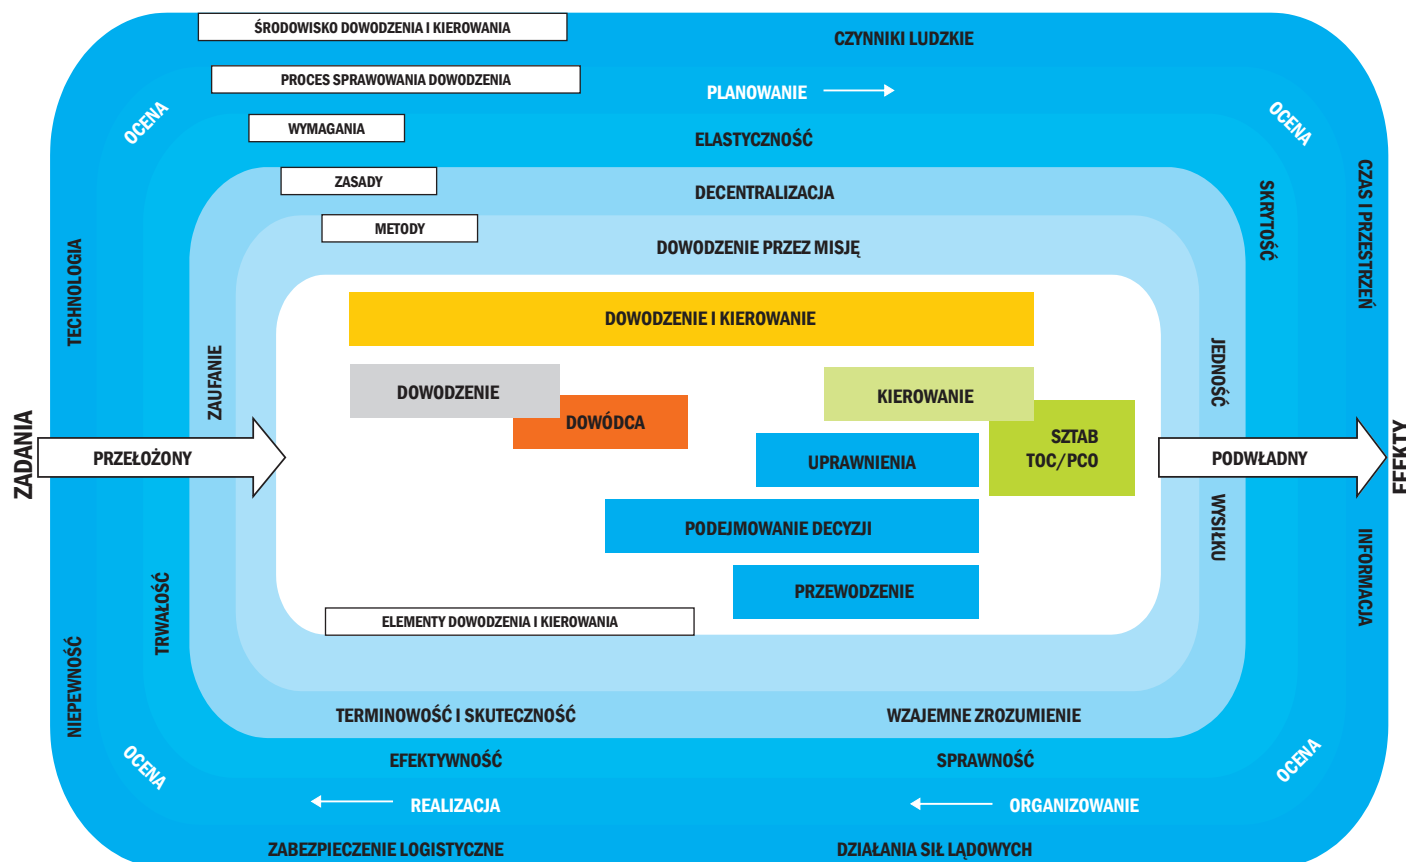 ŚRODOWISKO DOWODZENIA I KIEROWANIA
CZYNNIKI LUDZKIE
PROCES SPRAWOWANIA DOWODZENIA
PLANOWANIE
OCENA
OCENA
WYMAGANIA
ELASTYCZNOŚĆ
ZASADY
DECENTRALIZACJA
METODY
DOWODZENIE PRZEZ MISJĘ
TECHNOLOGIA
SKRYTOŚĆ
CZAS I PRZESTRZEŃ
DOWODZENIE I KIEROWANIE
ZAUFANIE
DOWODZENIE
DOWÓDCA
KIEROWANIE
JEDNOŚĆ
ZADANIA
PRZEŁOŻONY
UPRAWNIENIA
SZTAB
TOC/PCO
PODWŁADNY
EFEKTY
PODEJMOWANIE DECYZJI
WYSIŁKU
INFORMACJA
PRZEWODZENIE
TRWAŁOŚĆ
ELEMENTY DOWODZENIA I KIEROWANIA
NIEPEWNOŚĆ
TERMINOWOŚĆ I SKUTECZNOŚĆ
WZAJEMNE ZROZUMIENIE
EFEKTYWNOŚĆ
SPRAWNOŚĆ
OCENA
OCENA
REALIZACJA
ORGANIZOWANIE
ZABEZPIECZENIE LOGISTYCZNE
DZIAŁANIA SIŁ LĄDOWYCH